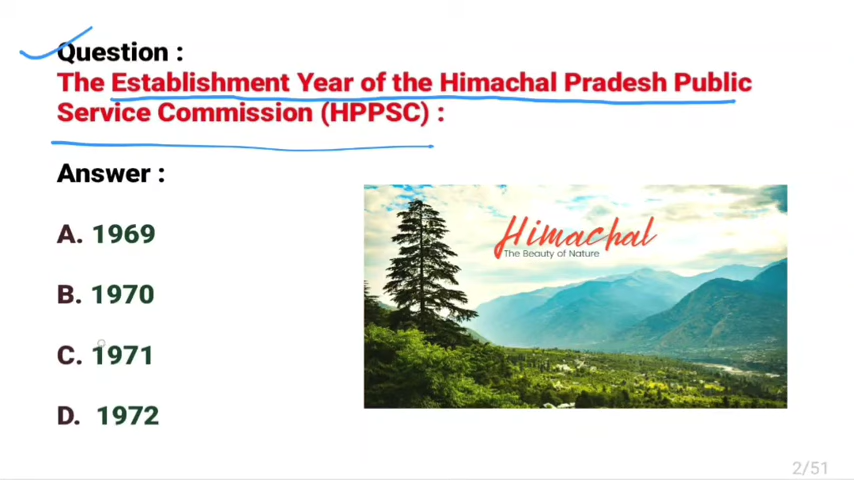 Question :
The Establishment Year of the Himachal Pradesh Public
Service Commission (HPPSC) :
Answer :
A. 1969
B. 1970
C. 1971
D. 1972
Himachal
The Beauty of Nature
2/51